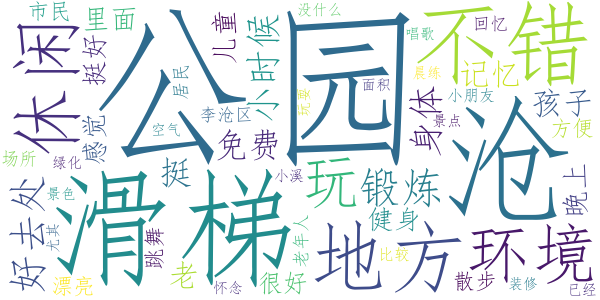 市民
里面
挺好
休闲
公园
儿童
小时候
没什么
唱歌
回忆
不错
记忆
晨练
居民
面积
玩耍
李沧区
身体
小朋友
景点
孩子
方便
沧
感觉
空气
免费
场所
绿化
挺
小溪
玩
锻炼
健身
晚上
好去处
景色
尤其
滑梯
跳舞
老
老年人
地方
环境
漂亮
怀念
很好
比较
散步
装修
已经